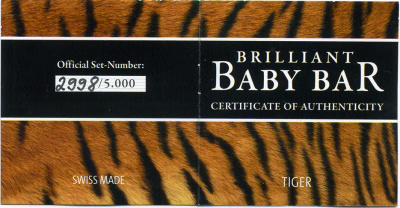 Official Set-Number:
2998/5.000
SWISS MADE
BRILLIANT
BABY BAR
CERTIFICATE OF AUTHENTICITY
TIGER